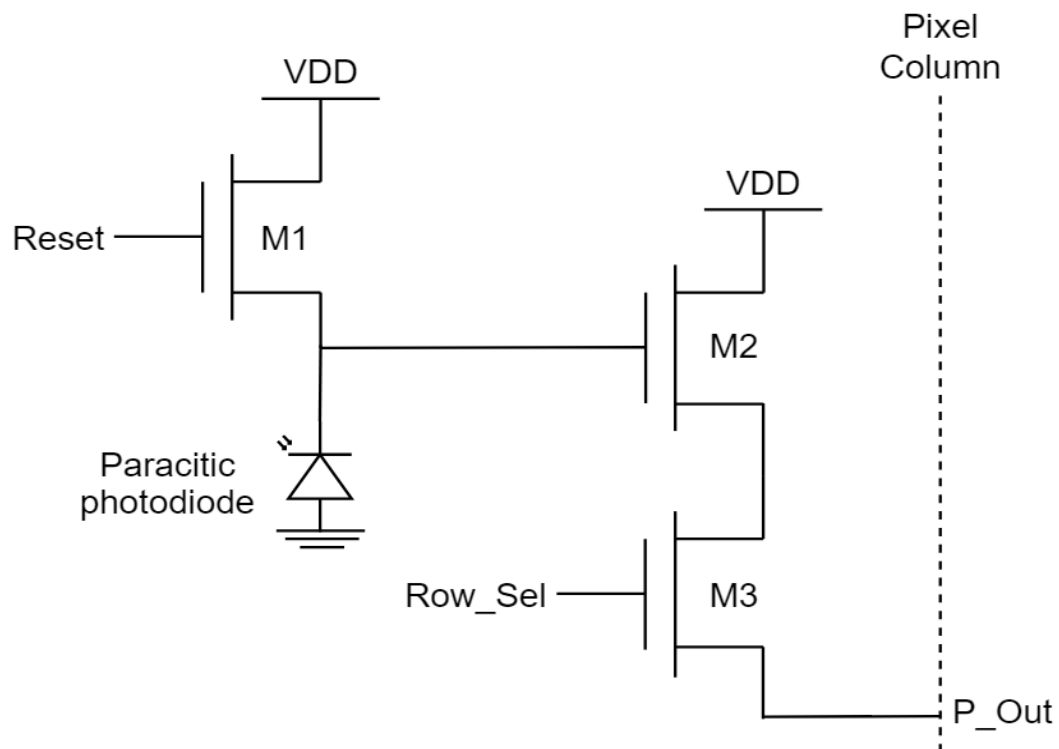 Pixel
Column
VDD
VDD
Reset
M1
M2
Paracitic
photodiode
Row_Sel
M3
P_Out